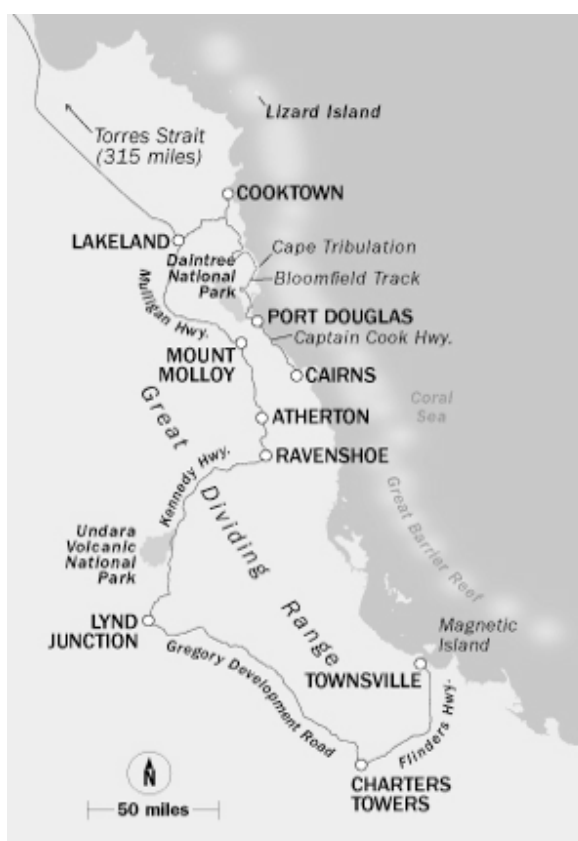 Lizard Island
Torres Strait
(315 miles)
COOKTOWN
LAKELAND
Cape Tribulation
Daintree
National
Park
Bloomfield Track
Mulligan Hwy.
PORT DOUGLAS
Captain Cook Hwy.
MOUNT
MOLLOY
CAIRNS
Coral
Sea
ATHERTON
RAVENSHOE
Great Dividing Range
Kennedy Hwy.
Great Barrier Reef
Undara
Volcanic
National
Park
LYND
JUNCTION
Magnetic
Island
Gregory Development Road
TOWNSVILLE
Flinders Hwy.
CHARTERS
TOWERS
N
50 miles